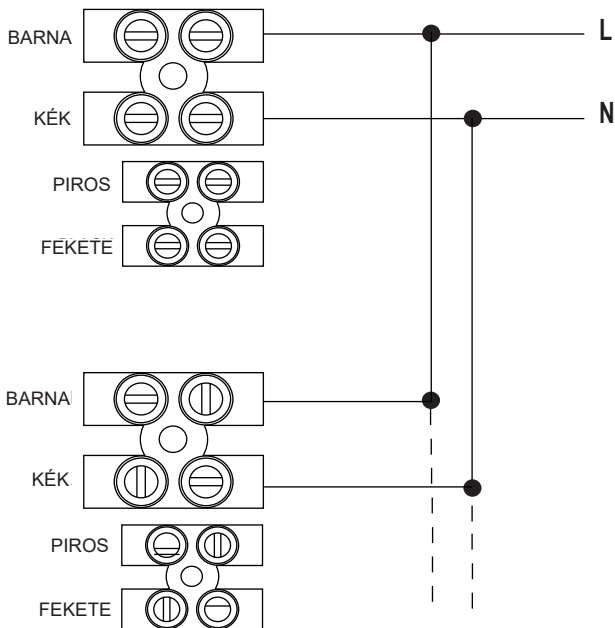 BARNA
L
KÉK
N
PIROS
FEKETE
BARNA
KÉK
PIROS
FEKETE